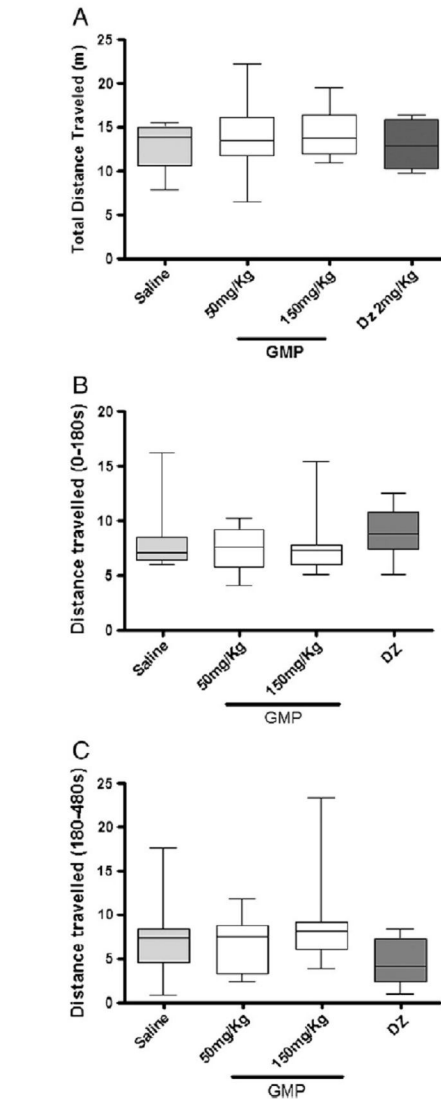 A
Total Distance Traveled (m)
25
20
15
10
5
0
Saline
50mg/Kg
150mg/Kg
Dz 2mg/Kg
GMP
B
Distance travelled (0-180s)
20
15
10
5
0
Saline
50mg/Kg
150mg/Kg
DZ
GMP
C
Distance travelled (180-480s)
25
20
15
10
5
0
Saline
50mg/Kg
150mg/Kg
DZ
GMP